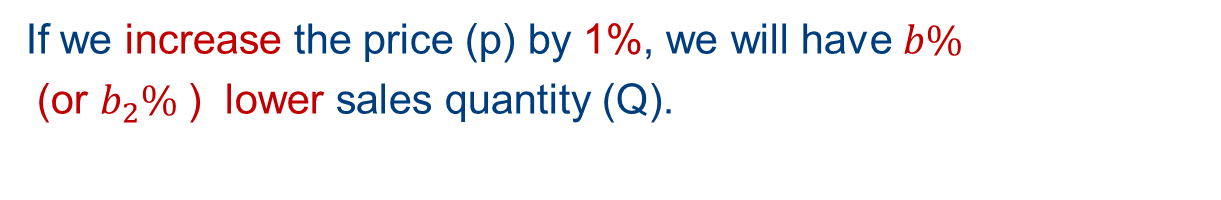 If we increase the price (p) by 1%, we will have b%
(or b₂% ) lower sales quantity (Q).